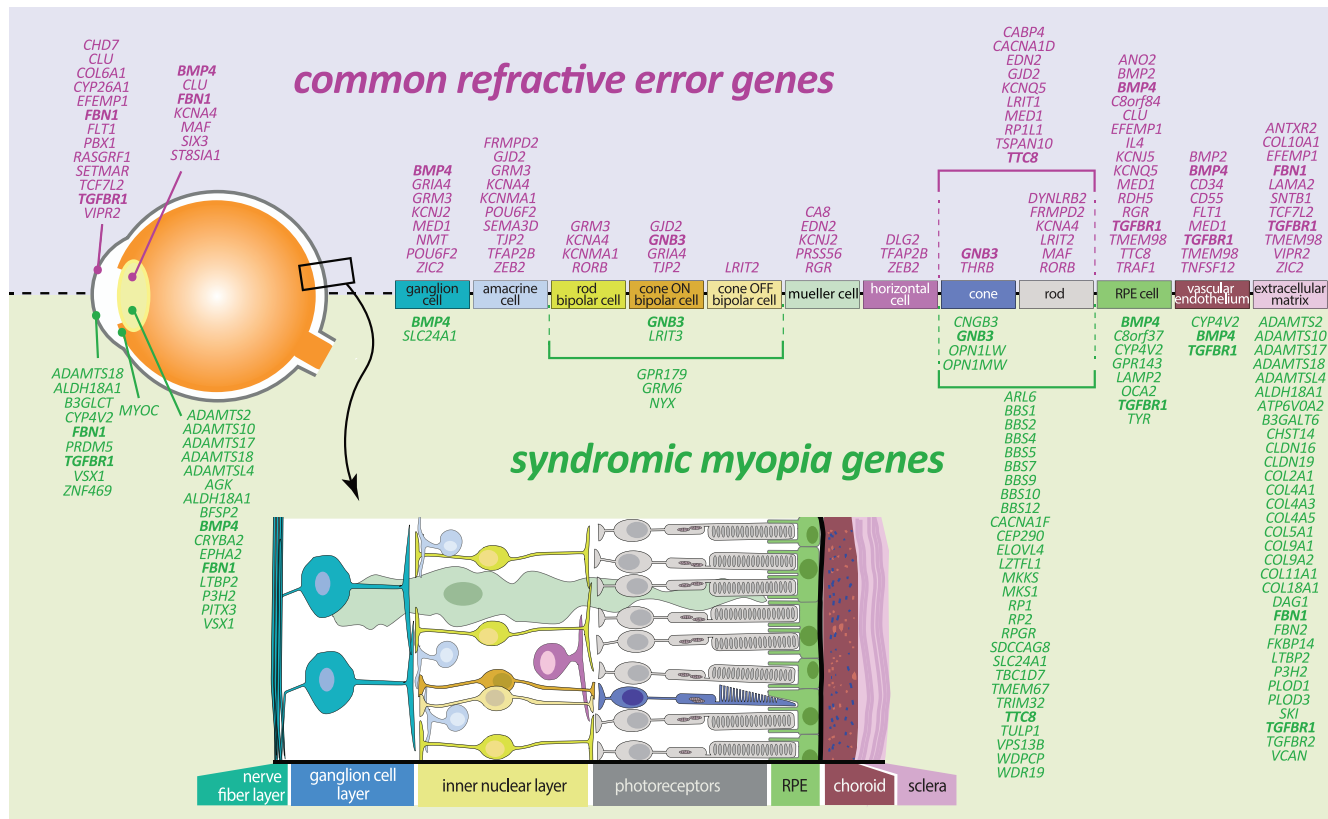 common refractive error genes
CHD7
CLU
COL6A1
CYP26A1
EFEMP1
FBN1
FLT1
PBX1
RASGRF1
SETMAR
TCF7L2
TGFBR1
VIPR2
BMP4
CLU
FBN1
KCNA4
MAF
SIX3
ST8SIA1
BMP4
GRIA4
GRM3
KCNJ2
MED1
NMT
POU6F2
ZIC2
FRMPD2
GJD2
GRM3
KCNA4
KCNMA1
POU6F2
SEMA3D
TJP2
TFAP2B
ZEB2
GRM3
KCNA4
KCNMA1
RORB
GJD2
GNB3
GRIA4
TJP2
LRIT2
CA8
EDN2
KCNJ2
PRSS56
RGR
DLG2
TFAP2B
ZEB2
CABP4
CACNA1D
EDN2
GJD2
KCNQ5
LRIT1
MED1
RP1L1
TSPAN10
TTC8
GNB3
THRB
DYNLRB2
FRMPD2
KCNA4
LRIT2
MAF
RORB
ANO2
BMP2
BMP4
C8orf84
CLU
EFEMP1
IL4
KCNJ5
KCNQ5
MED1
RDH5
RGR
TGFBR1
TMEM98
TTC8
TRAF1
BMP2
BMP4
CD34
CD55
FLT1
MED1
TGFBR1
TMEM98
TNFSF12
ANTXR2
COL10A1
EFEMP1
FBN1
LAMA2
SNTB1
TCF7L2
TGFBR1
TMEM98
VIPR2
ZIC2
ganglion
cell
amacrine cell
rod
bipolar cell
cone ON
bipolar cell
cone OFF
bipolar cell
mueller cell
horizontal
cell
cone
rod
RPE cell
vascular
endothelium
extracellular
matrix
BMP4
SLC24A1
GNB3
LRIT3
GPR179
GRM6
NYX
CNGB3
GNB3
OPN1LW
OPN1MW
ARL6
BBS1
BBS2
BBS4
BBS5
BBS7
BBS9
BBS10
BBS12
CACNA1F
CEP290
ELOVL4
LZTFL1
MKKS
MKS1
RP1
RP2
RPGR
SDCCAG8
SLC24A1
TBC1D7
TMEM67
TRIM32
TTC8
TULP1
VPS13B
WDPCP
WDR19
BMP4
C8orf37
CYP4V2
GPR143
LAMP2
OCA2
TGFBR1
TYR
CYP4V2
BMP4
TGFBR1
ADAMTS2
ADAMTS10
ADAMTS17
ADAMTS18
ADAMTSL4
ALDH18A1
ATP6V0A2
B3GALT6
CHST14
CLDN16
CLDN19
COL2A1
COL4A1
COL4A3
COL4A5
COL5A1
COL9A1
COL9A2
COL11A1
COL18A1
DAG1
FBN1
FBN2
FKBP14
LTBP2
P3H2
PLOD1
PLOD3
SKI
TGFBR1
TGFBR2
VCAN
ADAMTS18
ALDH18A1
B3GLCT
CYP4V2
FBN1
PRDM5
TGFBR1
VSX1
ZNF469
MYOC
ADAMTS2
ADAMTS10
ADAMTS17
ADAMTS18
ADAMTSL4
AGK
ALDH18A1
BFSP2
BMP4
CRYBA2
EPHA2
FBN1
LTBP2
P3H2
PITX3
VSX1
syndromic myopia genes
nerve
fiber layer
ganglion cell
layer
inner nuclear layer
photoreceptors
RPE
choroid
sclera